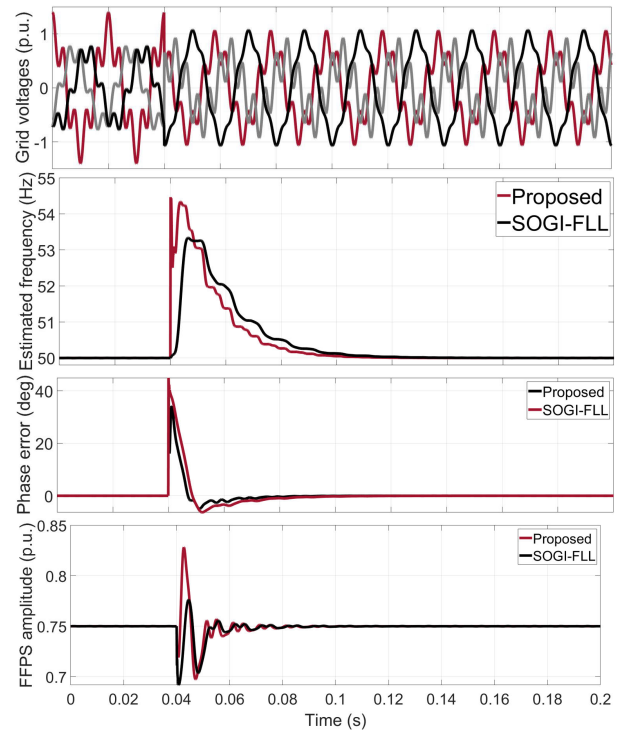 Grid voltages (p.u.)
1
0
-1
Estimated frequency (Hz)
55
54
53
52
51
50
Proposed
SOGI-FLL
Phase error (deg)
40
20
0
Proposed
SOGI-FLL
FFPS amplitude (p.u.)
0.85
0.8
0.75
0.7
Proposed
SOGI-FLL
0 0.02 0.04 0.06 0.08 0.1 0.12 0.14 0.16 0.18 0.2
Time (s)